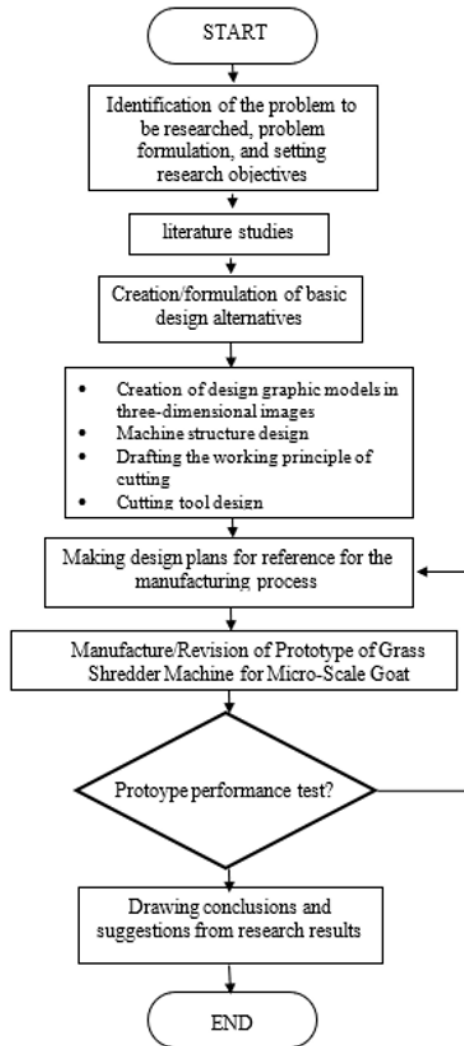 START
Identification of the problem to
be researched, problem
formulation, and setting
research objectives
literature studies
Creation/formulation of basic
design alternatives
• Creation of design graphic models in
three-dimensional images
• Machine structure design
• Drafting the working principle of
cutting
• Cutting tool design
Making design plans for reference for the
manufacturing process
Manufacture/Revision of Prototype of Grass
Shredder Machine for Micro-Scale Goat
Protoype performance test?
Drawing conclusions and
suggestions from research results
END